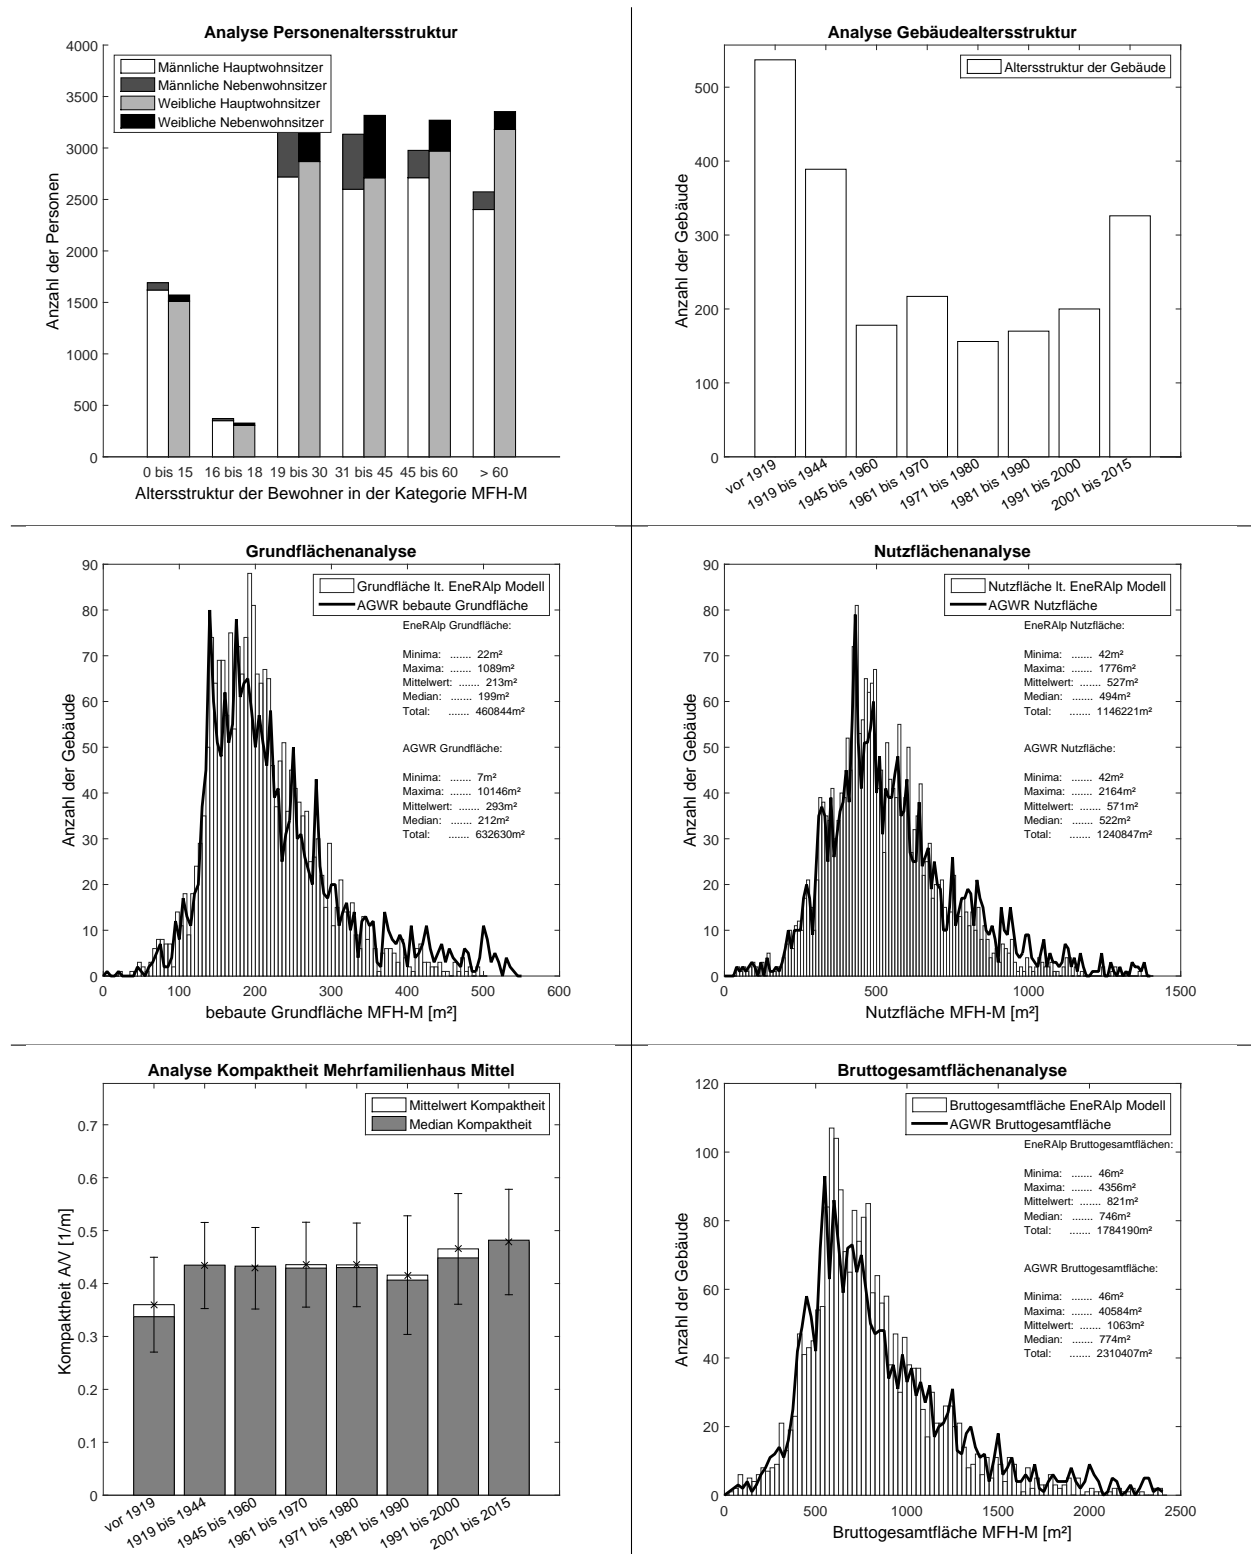 Analyse Personenaltersstruktur
4000
3500
3000
2500
2000
1500
1000
500
0
Anzahl der Personen
Männliche Hauptwohnsitzer
Männliche Nebenwohnsitzer
Weibliche Hauptwohnsitzer
Weibliche Nebenwohnsitzer
0 bis 15 16 bis 18 19 bis 30 31 bis 45 45 bis 60 > 60
Altersstruktur der Bewohner in der Kategorie MFH-M
Analyse Gebäudealtersstruktur
500
400
300
200
100
0
Anzahl der Gebäude
Altersstruktur der Gebäude
vor 1919
1919 bis 1944
1945 bis 1960
1961 bis 1970
1971 bis 1980
1981 bis 1990
1991 bis 2000
2001 bis 2015
Grundflächenanalyse
90
80
70
60
50
40
30
20
10
0
Anzahl der Gebäude
Grundfläche lt. EneRAlp Modell
AGWR bebaute Grundfläche
EneRAlp Grundfläche:
Minima: ....... 22m²
Maxima: ....... 1089m²
Mittelwert: ....... 213m²
Median: ....... 199m²
Total: ....... 460844m²
AGWR Grundfläche:
Minima: ....... 7m²
Maxima: ....... 10146m²
Mittelwert: ....... 293m²
Median: ....... 212m²
Total: ....... 632630m²
0 100 200 300 400 500 600
bebaute Grundfläche MFH-M [m²]
Nutzflächenanalyse
90
80
70
60
50
40
30
20
10
0
Anzahl der Gebäude
Nutzfläche lt. EneRAlp Modell
AGWR Nutzfläche
EneRAlp Nutzfläche:
Minima: ....... 42m²
Maxima: ....... 1776m²
Mittelwert: ....... 527m²
Median: ....... 494m²
Total: ....... 1146221m²
AGWR Nutzfläche:
Minima: ....... 42m²
Maxima: ....... 2164m²
Mittelwert: ....... 571m²
Median: ....... 522m²
Total: ....... 1240847m²
0 500 1000 1500
Nutzfläche MFH-M [m²]
Analyse Kompaktheit Mehrfamilienhaus Mittel
0.7
0.6
0.5
0.4
0.3
0.2
0.1
0
Kompaktheit A/V [1/m]
Mittelwert Kompaktheit
Median Kompaktheit
vor 1919
1919 bis 1944
1945 bis 1960
1961 bis 1970
1971 bis 1980
1981 bis 1990
1991 bis 2000
2001 bis 2015
Bruttogesamtflächenanalyse
120
100
80
60
40
20
0
Anzahl der Gebäude
Bruttogesamtfläche EneRAlp Modell
AGWR Bruttogesamtfläche
EneRAlp Bruttogesamtflächen:
Minima: ....... 46m²
Maxima: ....... 4356m²
Mittelwert: ....... 821m²
Median: ....... 746m²
Total: ....... 1784190m²
AGWR Bruttogesamtfläche:
Minima: ....... 46m²
Maxima: ....... 40584m²
Mittelwert: ....... 1063m²
Median: ....... 774m²
Total: ....... 2310407m²
0 500 1000 1500 2000 2500
Bruttogesamtfläche MFH-M [m²]